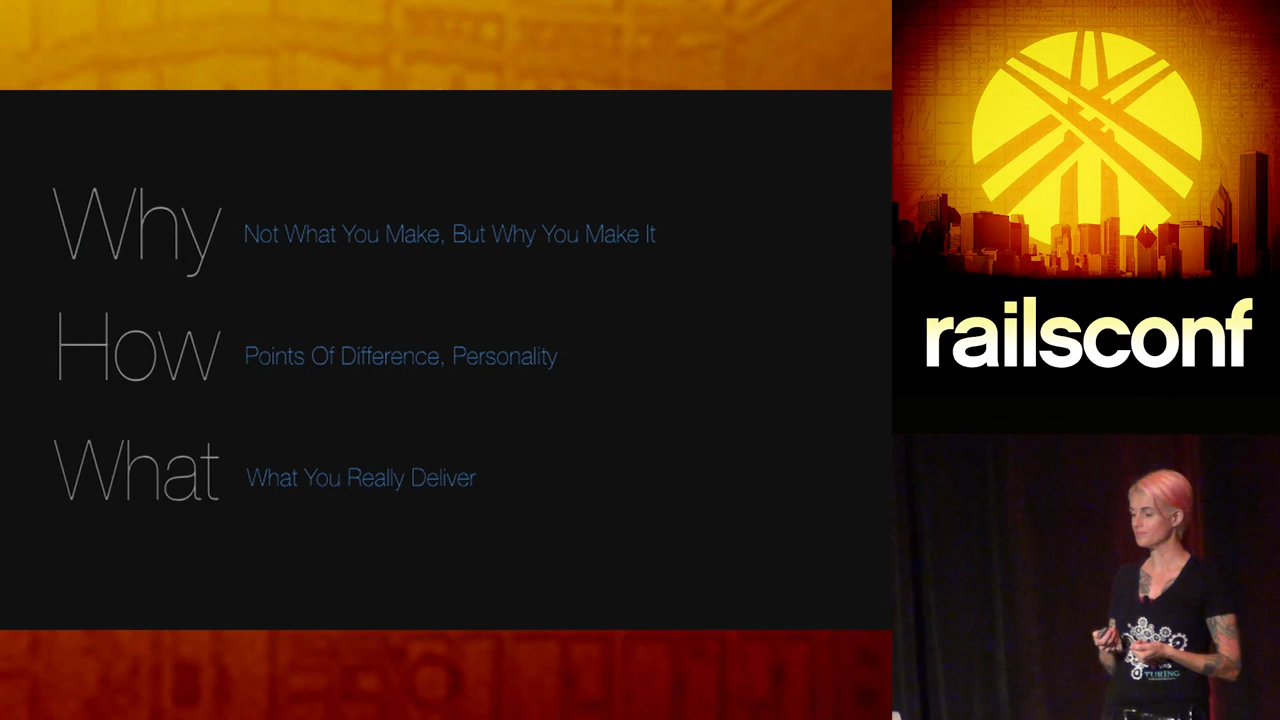 Why
Not What You Make, But Why You Make It
How
Points Of Difference, Personality
What
What You Really Deliver
railsconf
TURING